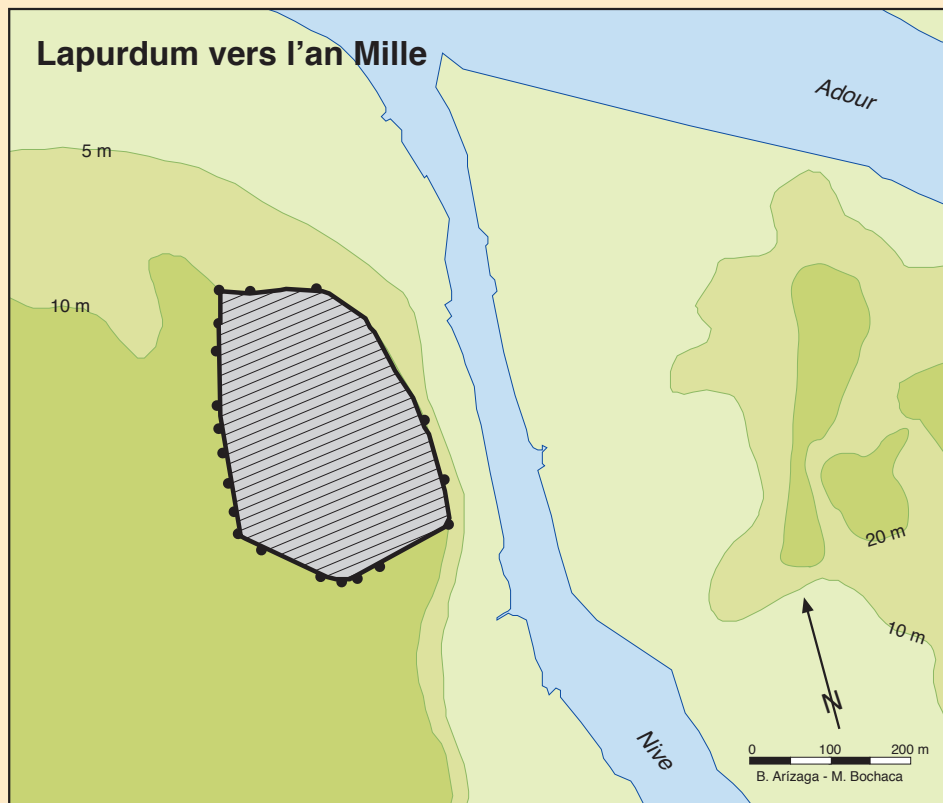 Lapurdum vers l'an Mille
Adour
5 m
10 m
20 m
10 m
N
Nive
0 100 200 m
B. Arízaga - M. Bochaca